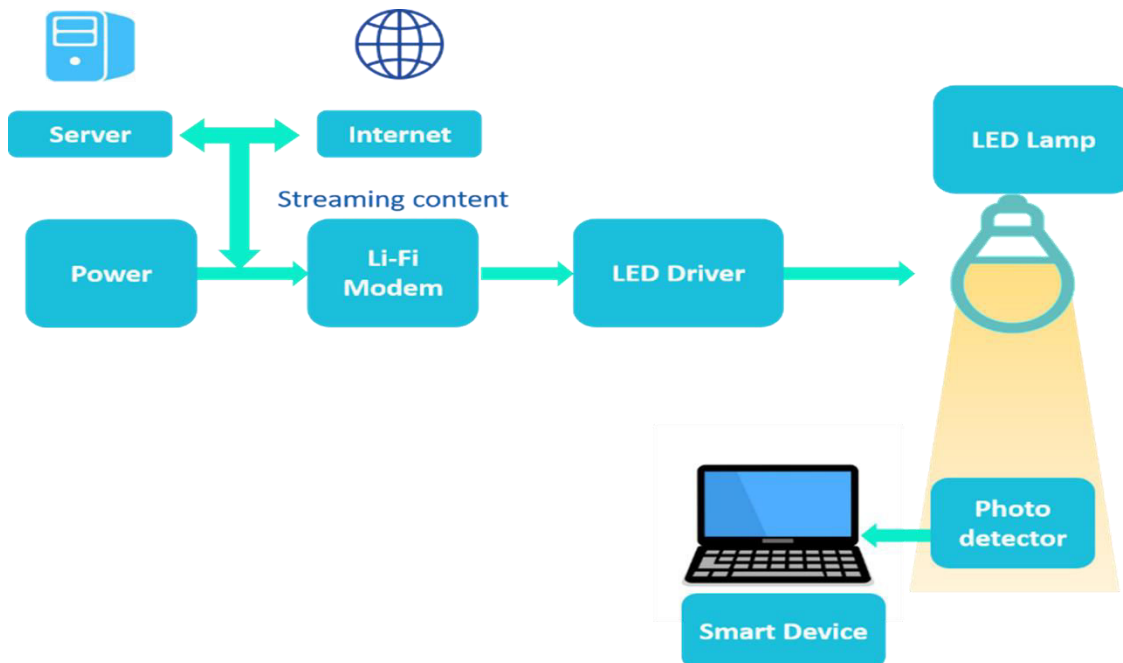 Server
Internet
LED Lamp
Streaming content
Power
Li-Fi
Modem
LED Driver
Photo
detector
Smart Device